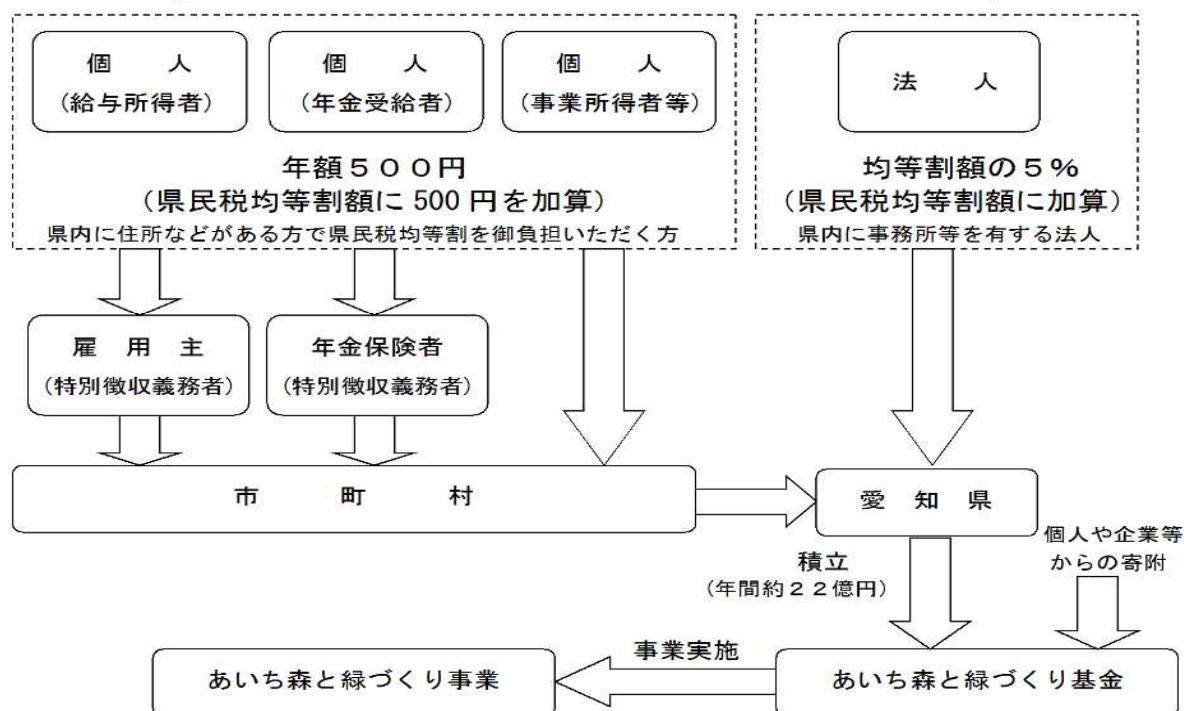 個人
(給与所得者)
個人
(年金受給者)
個人
(事業所得者等)
年額500円
(県民税均等割額に500円を加算)
県内に住所などがある方で県民税均等割を御負担いただく方
法人
均等割額の5%
(県民税均等割額に加算)
県内に事務所等を有する法人
雇用主
(特別徴収義務者)
年金保険者
(特別徴収義務者)
市町村
愛知県
積立
(年間約22億円)
個人や企業等
からの寄附
あいち森と緑づくり事業
事業実施
あいち森と緑づくり基金